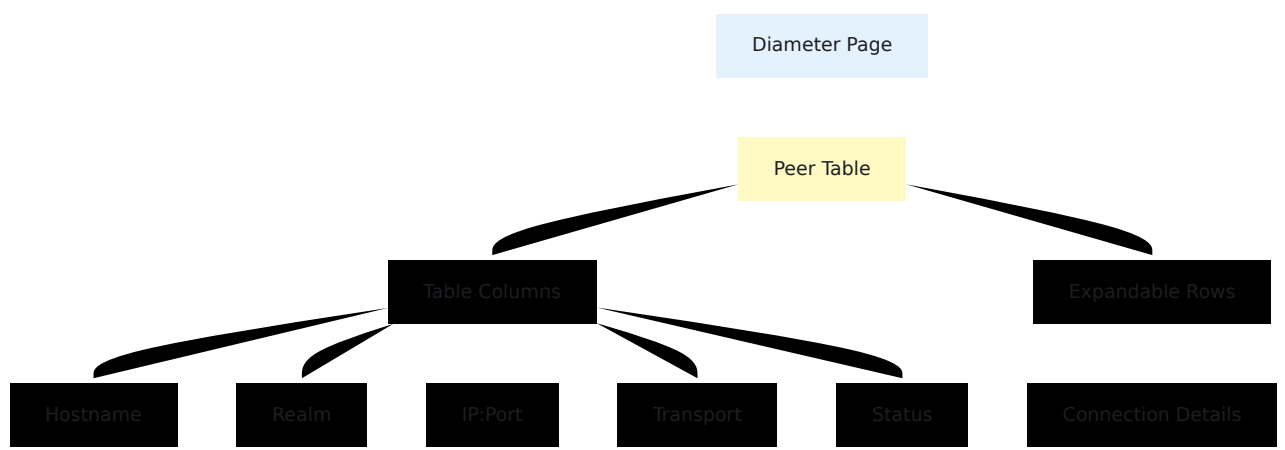 Diameter Page
Peer Table
Table Columns
Expandable Rows
Hostname
Realm
IP:Port
Transport
Status
Connection Details